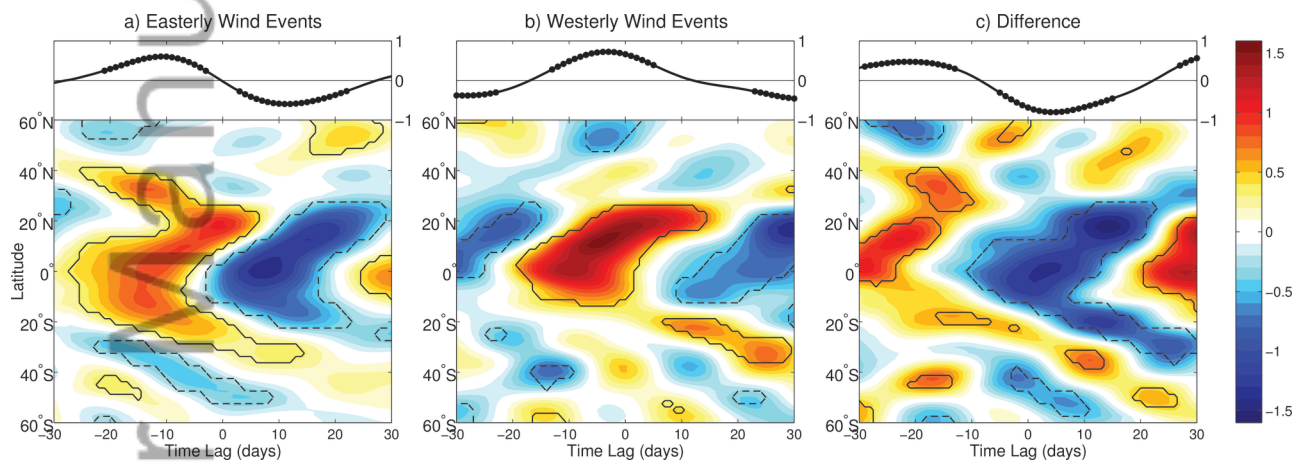 a) Easterly Wind Events
b) Westerly Wind Events
c) Difference
1
0
−1
1
0
−1
1
0
−1
60°N
40°N
20°N
0°
20°S
40°S
60°S
Latitude
−30 −20 −10 0 10 20 30
Time Lag (days)
60°N
40°N
20°N
0°
20°S
40°S
60°S
−30 −20 −10 0 10 20 30
Time Lag (days)
60°N
40°N
20°N
0°
20°S
40°S
60°S
−30 −20 −10 0 10 20 30
Time Lag (days)
1.5
1
0.5
0
−0.5
−1
−1.5